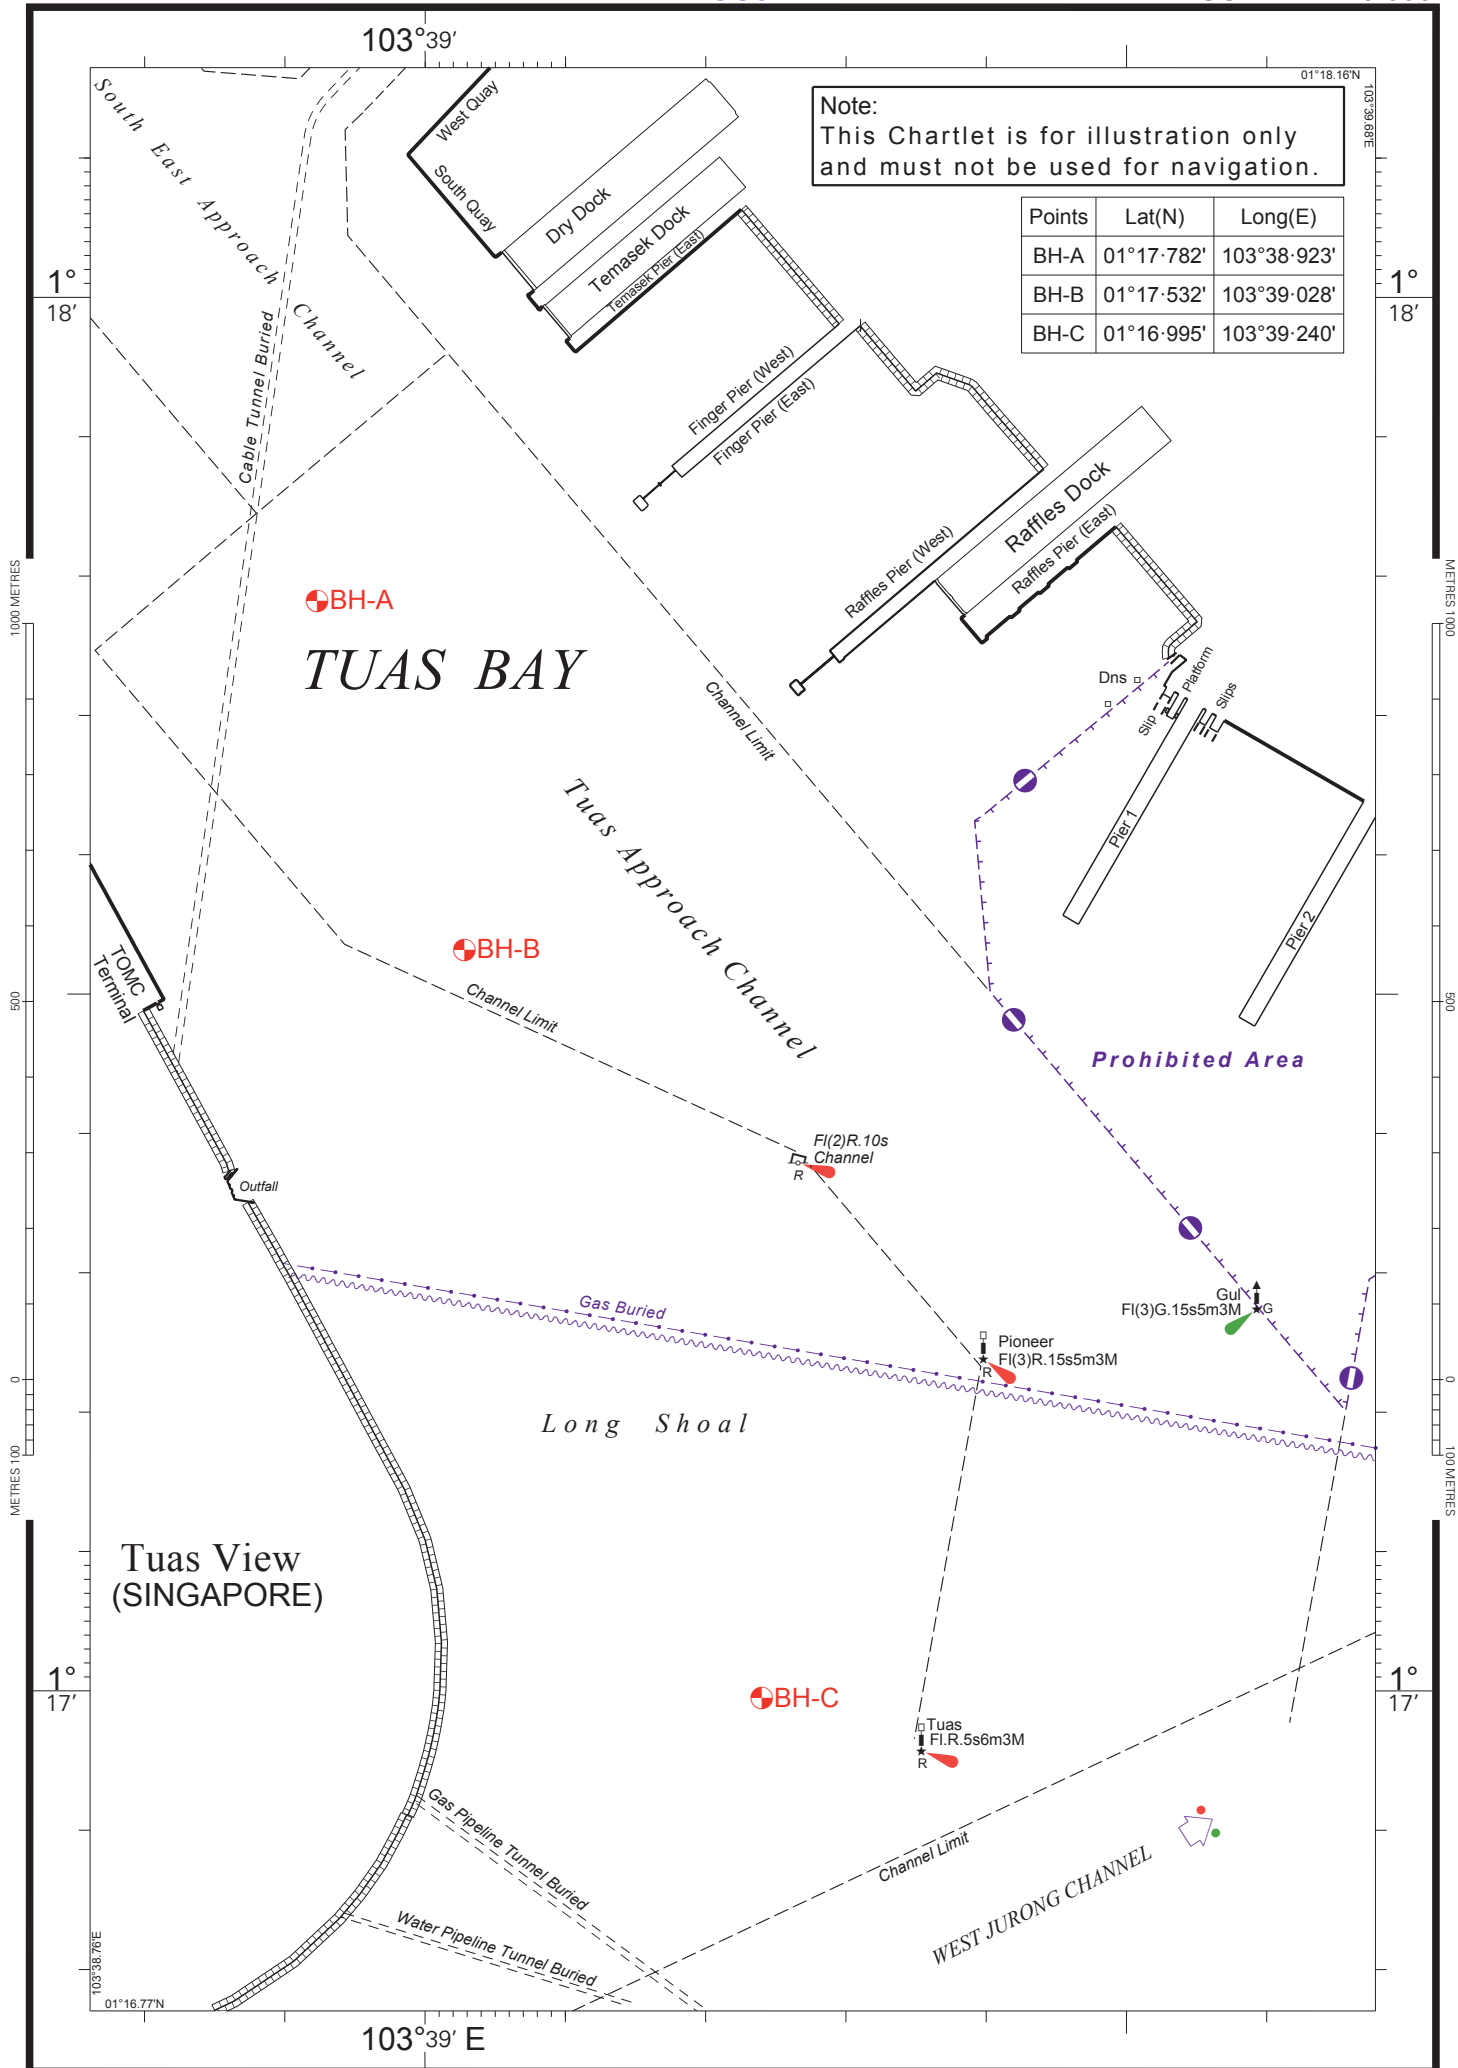 103°39′
01°18.16'N
103°39.68'E
Note:
This Chartlet is for illustration only
and must not be used for navigation.
Points Lat(N) Long(E)
BH-A 01°17·782' 103°38·923'
BH-B 01°17·532' 103°39·028'
BH-C 01°16·995' 103°39·240'
South East Approach Channel
West Quay
South Quay
Dry Dock
Temasek Dock
Temasek Pier (East)
1°
18′
1°
18′
Cable Tunnel Buried
Finger Pier (West)
Finger Pier (East)
Raffles Dock
Raffles Pier (West)
Raffles Pier (East)
1000 METRES
METRES 1000
BH-A
TUAS BAY
Channel Limit
Dns
Platform
Slip
Slips
Pier 1
Pier 2
Tuas Approach Channel
TOMC
Terminal
BH-B
Channel Limit
500
500
Prohibited Area
Fl(2)R.10s
Channel
R
Outfall
Gas Buried
Gul
Fl(3)G.15s5m3M
G
Pioneer
Fl(3)R.15s5m3M
R
0
0
Long Shoal
METRES 100
100 METRES
Tuas View
(SINGAPORE)
1°
17′
1°
17′
BH-C
Tuas
Fl.R.5s6m3M
R
Gas Pipeline Tunnel Buried
Water Pipeline Tunnel Buried
Channel Limit
WEST JURONG CHANNEL
103°38.76'E
01°16.77'N
103°39′ E